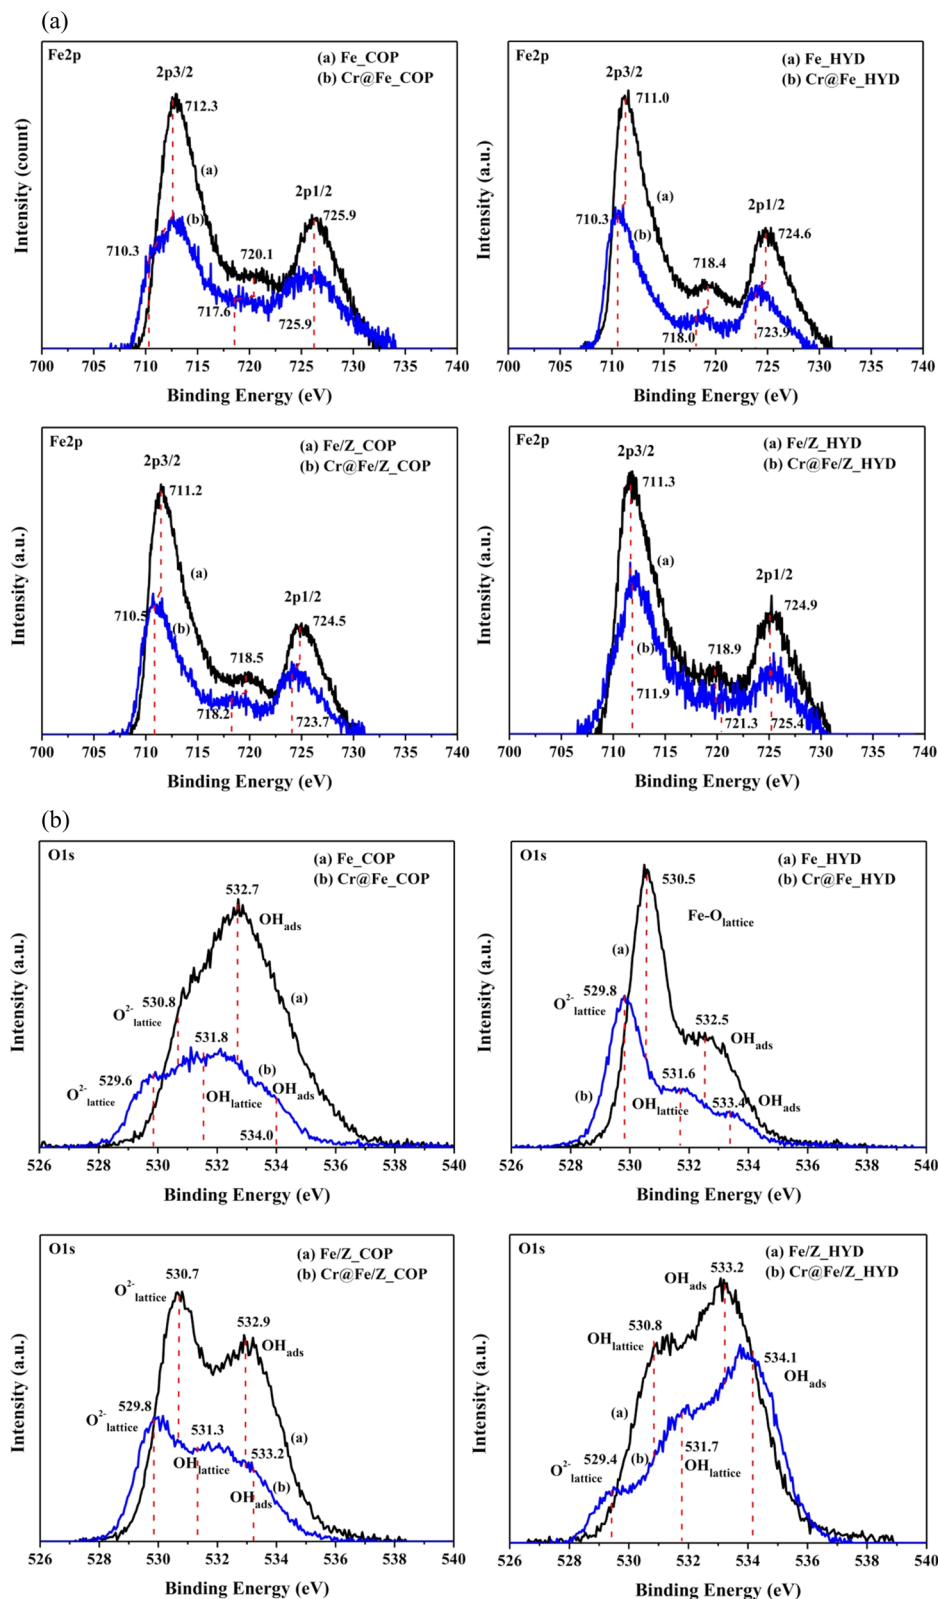 (a)
Fe2p
(a) Fe_COP
(b) Cr@Fe_COP
2p3/2
712.3
(a)
2p1/2
725.9
(b)
710.3
720.1
717.6
725.9
Intensity (count)
700 705 710 715 720 725 730 735 740
Binding Energy (eV)
Fe2p
(a) Fe_HYD
(b) Cr@Fe_HYD
2p3/2
711.0
(a)
2p1/2
710.3
724.6
(b)
718.4
718.0
723.9
Intensity (a.u.)
700 705 710 715 720 725 730 735 740
Binding Energy (eV)
Fe2p
(a) Fe/Z_COP
(b) Cr@Fe/Z_COP
2p3/2
711.2
(a)
2p1/2
710.5
724.5
(b)
718.5
718.2
723.7
Intensity (a.u.)
700 705 710 715 720 725 730 735 740
Binding Energy (eV)
Fe2p
(a) Fe/Z_HYD
(b) Cr@Fe/Z_HYD
2p3/2
711.3
(a)
2p1/2
724.9
(b)
718.9
711.9
721.3
725.4
Intensity (a.u.)
700 705 710 715 720 725 730 735 740
Binding Energy (eV)
(b)
O1s
(a) Fe_COP
(b) Cr@Fe_COP
532.7
OHads
530.8
O2-lattice
(a)
531.8
529.6
O2-lattice
(b)
OHlattice
OHads
534.0
Intensity (a.u.)
526 528 530 532 534 536 538 540
Binding Energy (eV)
O1s
(a) Fe_HYD
(b) Cr@Fe_HYD
530.5
Fe-Olattice
(a)
529.8
O2-lattice
532.5
OHads
531.6
(b)
OHlattice
533.4
OHads
Intensity (a.u.)
526 528 530 532 534 536 538 540
Binding Energy (eV)
O1s
(a) Fe/Z_COP
(b) Cr@Fe/Z_COP
530.7
O2-lattice
532.9
OHads
529.8
O2-lattice
531.3
(a)
OHlattice
533.2
OHads
(b)
Intensity (a.u.)
526 528 530 532 534 536 538 540
Binding Energy (eV)
O1s
(a) Fe/Z_HYD
(b) Cr@Fe/Z_HYD
533.2
OHads
530.8
OHlattice
534.1
OHads
(a)
531.7
OHlattice
529.4
O2-lattice
(b)
Intensity (a.u.)
526 528 530 532 534 536 538 540
Binding Energy (eV)